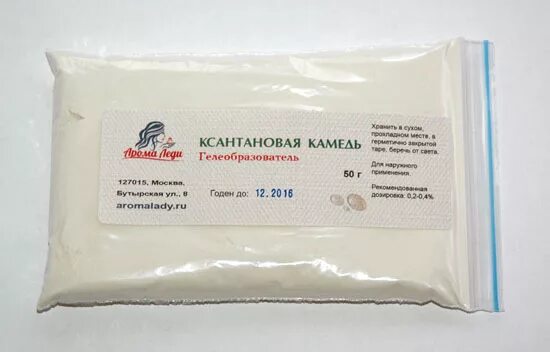 Арома Леди
127015, Москва,
Бутырская ул., 8
aromalady.ru
КСАНТАНОВАЯ КАМЕДЬ
Гелеобразователь
50 г
Годен до: 12.2016
Хранить в сухом,
прохладном месте, в
герметично закрытой
таре, беречь от света.
Для наружного
применения.
Рекомендованная
дозировка: 0,2-0,4%.